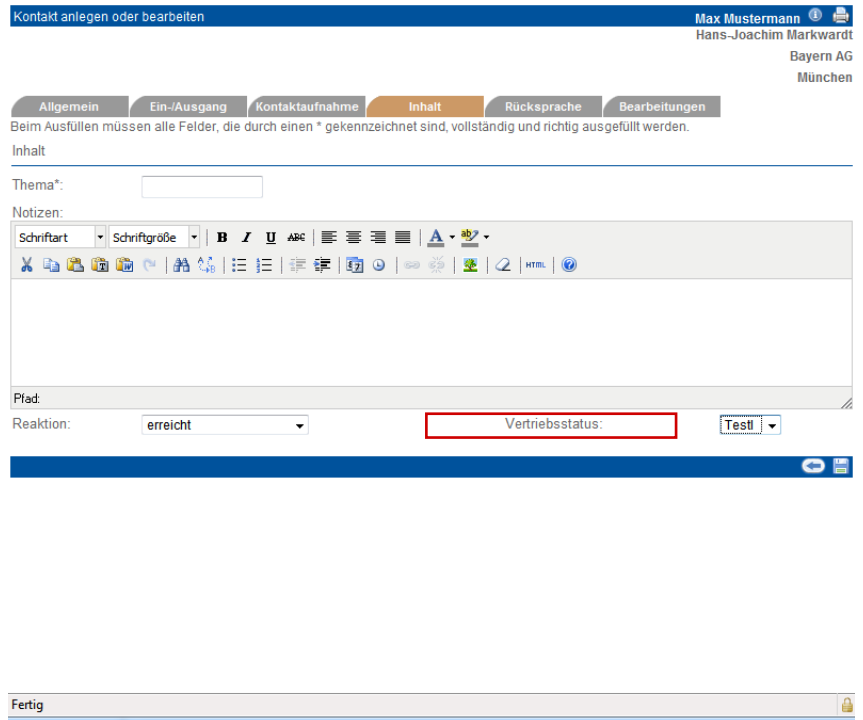 Kontakt anlegen oder bearbeiten Max Mustermann
Hans-Joachim Markwardt
Bayern AG
München
Allgemein Ein-/Ausgang Kontaktaufnahme Inhalt Rücksprache Bearbeitungen
Beim Ausfüllen müssen alle Felder, die durch einen * gekennzeichnet sind, vollständig und richtig ausgefüllt werden.
Inhalt
Thema*:
Notizen:
Schriftart Schriftgröße B I U ABC A ab
HTML
Pfad:
Reaktion: erreicht Vertriebsstatus: Testl
Fertig